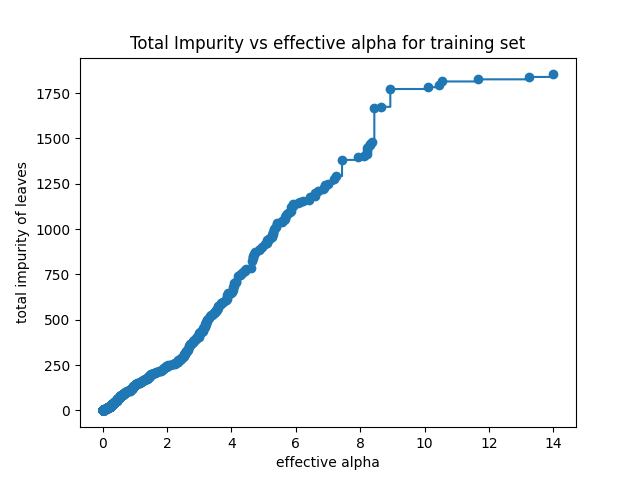 Total Impurity vs effective alpha for training set
total impurity of leaves
1750
1500
1250
1000
750
500
250
0
0 2 4 6 8 10 12 14
effective alpha